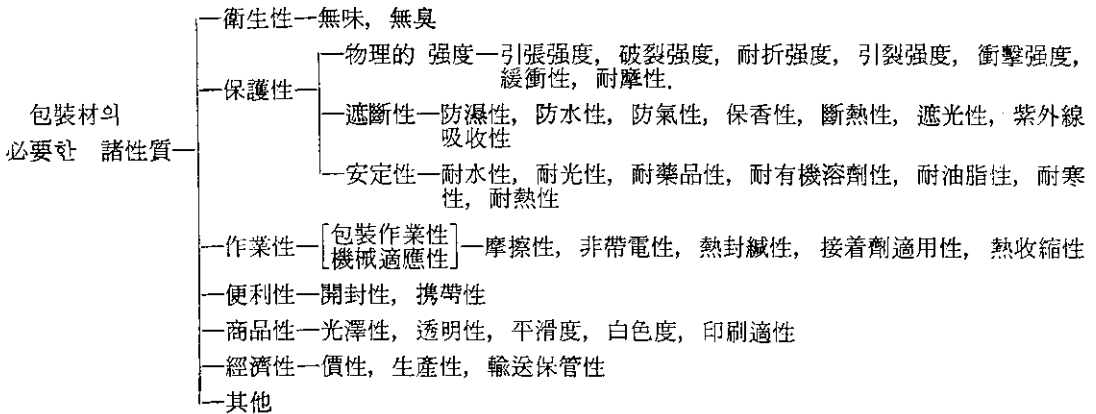 衛生性—無味, 無臭
物理的 强度—引張强度, 破裂强度, 耐折强度, 引裂强度, 衝擊强度,
緩衝性, 耐摩性.
保護性
遮斷性—防濕性, 防水性, 防氣性, 保香性, 斷熱性, 遮光性, 紫外線
吸收性
包裝材의
必要한 諸性質
安定性—耐水性, 耐光性, 耐藥品性, 耐有機溶劑性, 耐油脂性, 耐寒
性, 耐熱性
作業性—[包裝作業性
機械適應性]—摩擦性, 非帶電性, 熱封緘性, 接着劑適用性, 熱收縮性
便利性—開封性, 携帶性
商品性—光澤性, 透明性, 平滑度, 白色度, 印刷適性
經濟性—價性, 生產性, 輸送保管性
其他